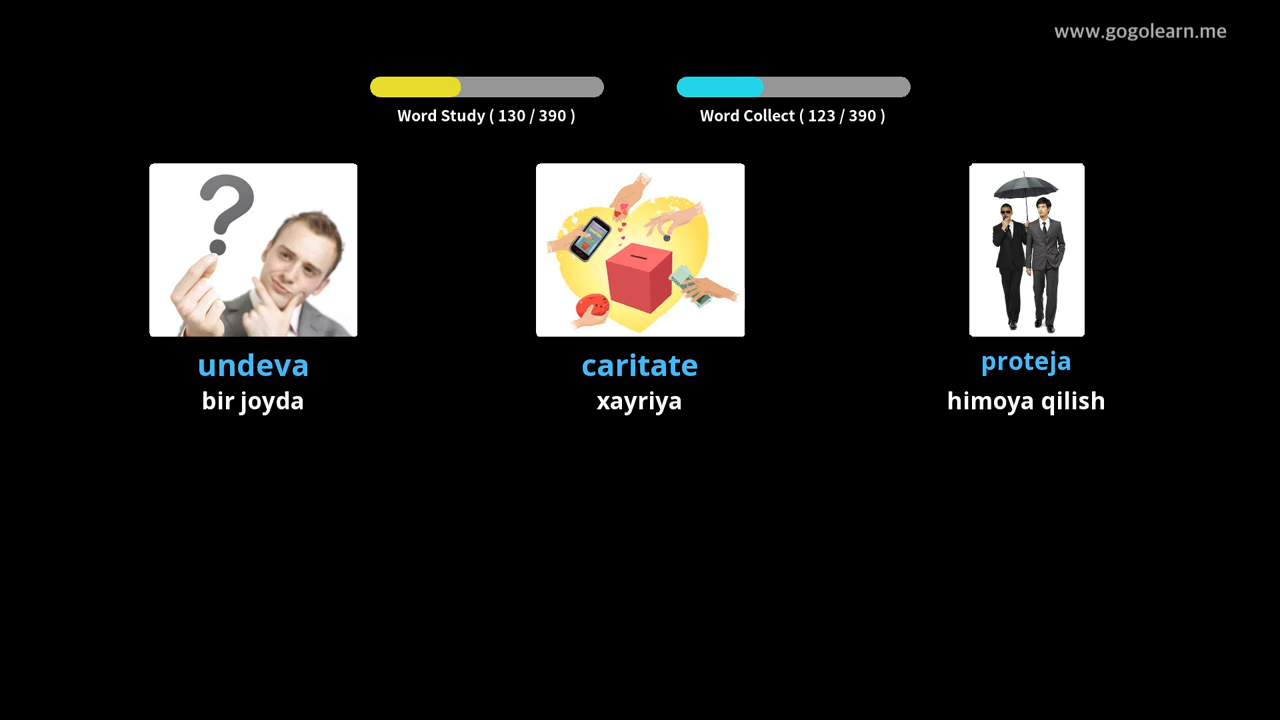 www.gogolearn.me
Word Study ( 130 / 390 )
Word Collect ( 123 / 390 )
undeva
caritate
proteja
bir joyda
xayriya
himoya qilish